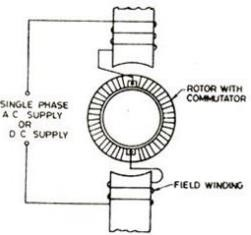 ROTOR WITH
COMMUTATOR
SINGLE PHASE
A C SUPPLY
OR
D C SUPPLY
FIELD WINDING